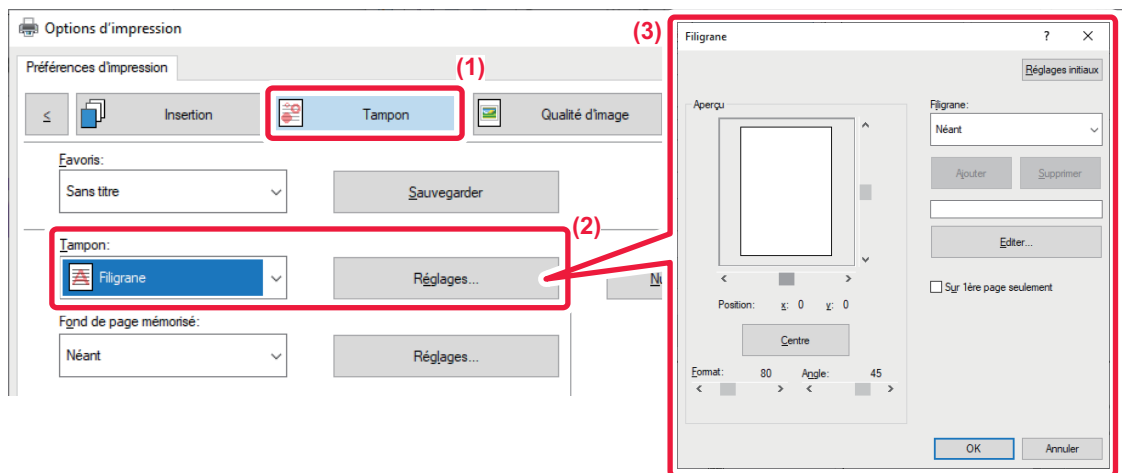 Options d'impression
Préférences d'impression
(1)
≤
Insertion
Tampon
Qualité d'image
Favoris:
Sans titre
Sauvegarder
(2)
Tampon:
Filigrane
Réglages...
Fond de page mémorisé:
Néant
Réglages...
(3)
Filigrane
?
Réglages initiaux
Aperçu
Filigrane:
Néant
Ajouter
Supprimer
Editer...
Sur 1ère page seulement
Position: x: 0 y: 0
Centre
Format: 80 Angle: 45
OK
Annuler